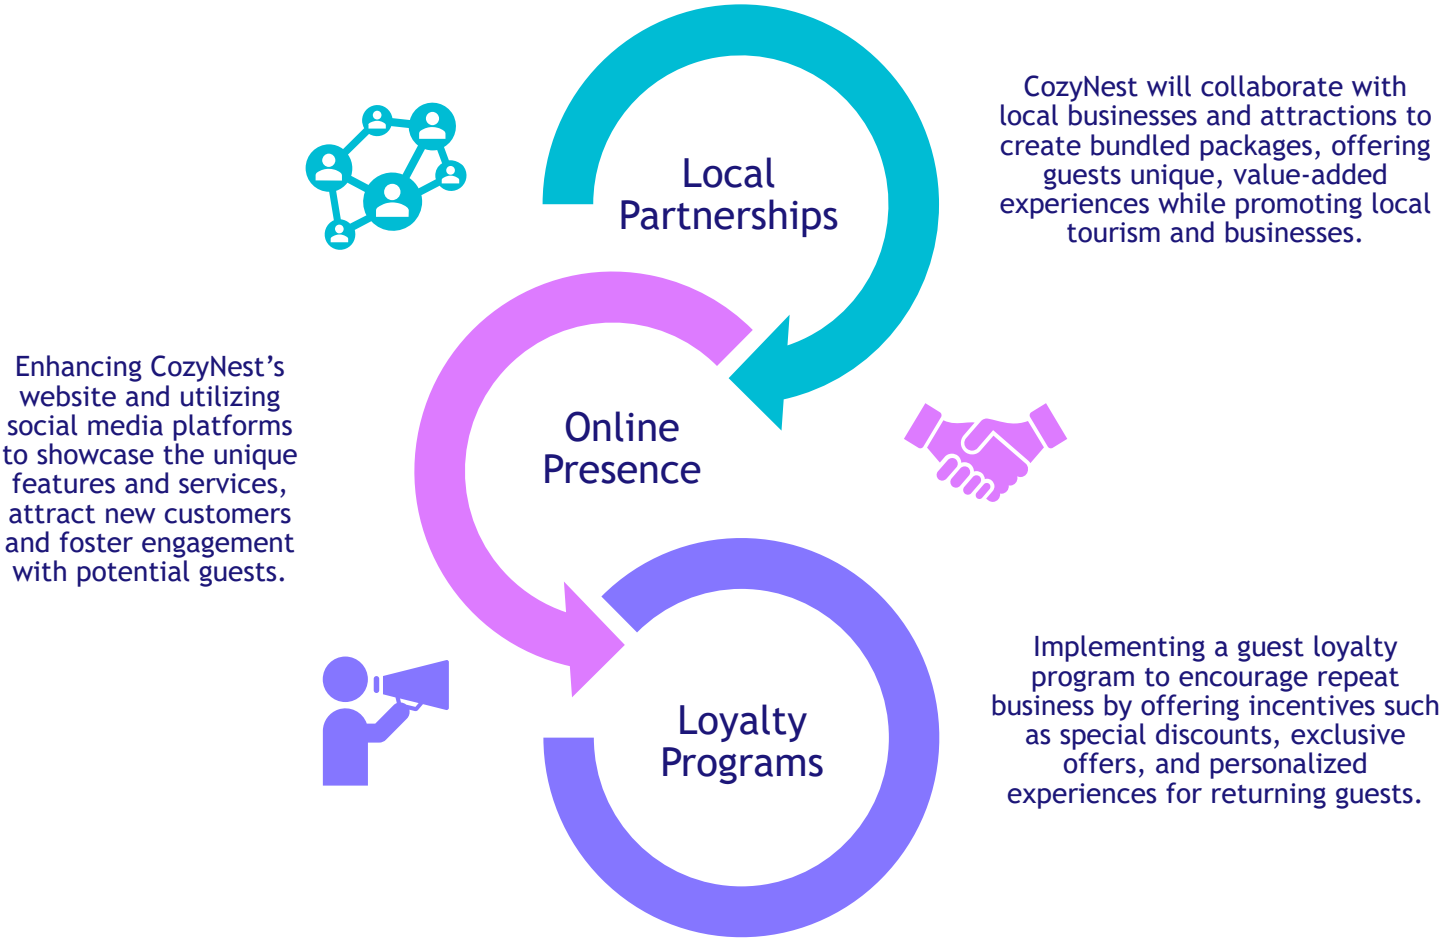 Local
Partnerships
CozyNest will collaborate with
local businesses and attractions to
create bundled packages, offering
guests unique, value-added
experiences while promoting local
tourism and businesses.
Online
Presence
Enhancing CozyNest’s
website and utilizing
social media platforms
to showcase the unique
features and services,
attract new customers
and foster engagement
with potential guests.
Loyalty
Programs
Implementing a guest loyalty
program to encourage repeat
business by offering incentives such
as special discounts, exclusive
offers, and personalized
experiences for returning guests.